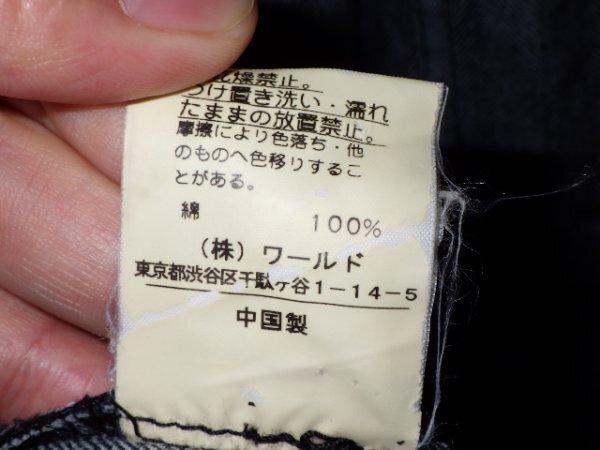 燥禁止。
つけ置き洗い・濡れ
たままの放置禁止。
摩擦により色落ち・他
のものへ色移りするこ
とがある。
綿 100%
(株)ワールド
東京都渋谷区千駄ヶ谷1-14-5
中国製